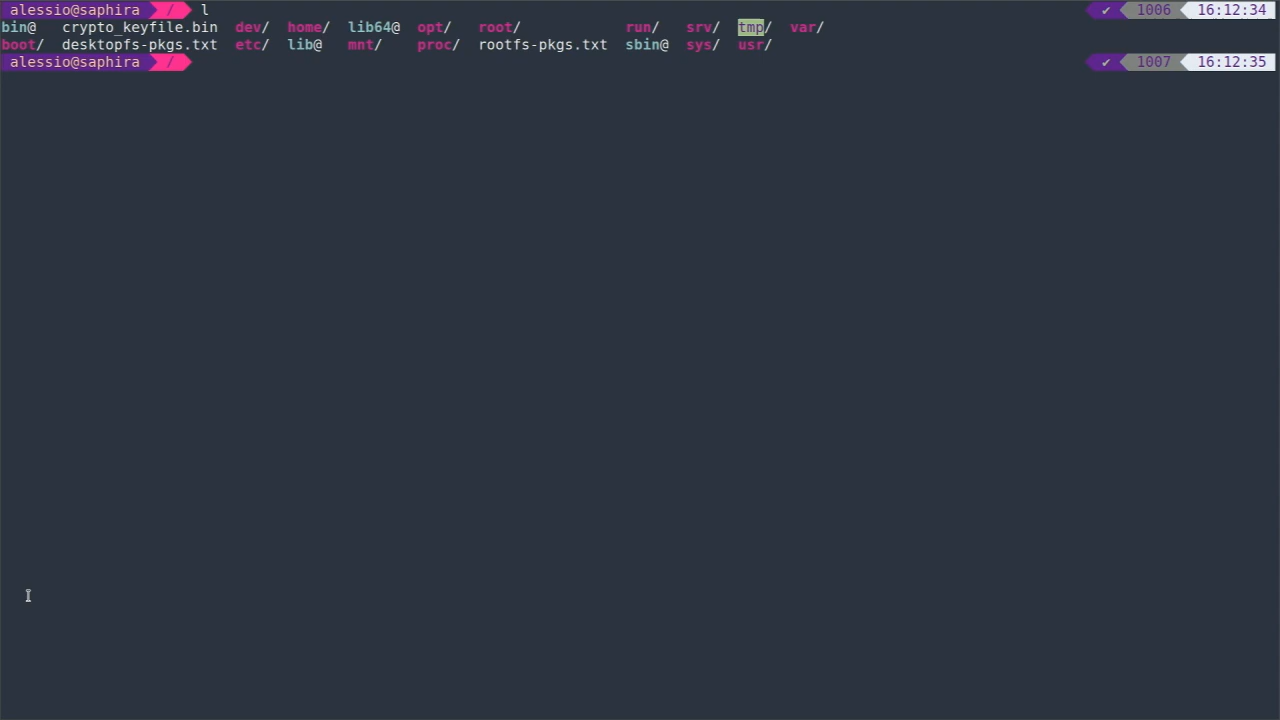 alessio@saphira / l ✔ 1006 16:12:34
bin@ crypto_keyfile.bin dev/ home/ lib64@ opt/ root/ run/ srv/ tmp/ var/
boot/ desktopfs-pkgs.txt etc/ lib@ mnt/ proc/ rootfs-pkgs.txt sbin@ sys/ usr/
alessio@saphira / ✔ 1007 16:12:35